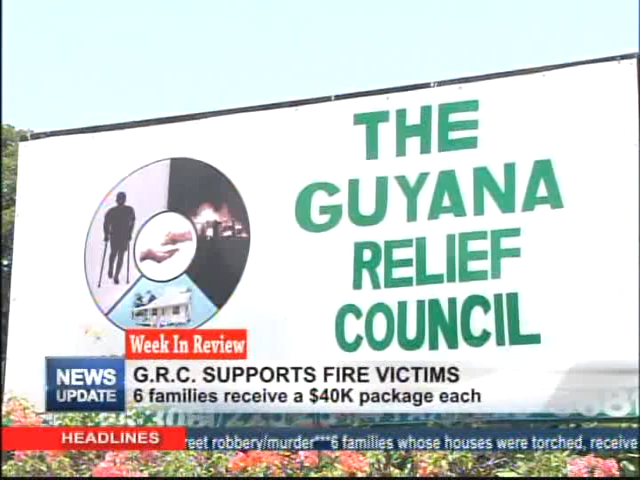 THE
GUYANA
RELIEF
COUNCIL
Week In Review
NEWS UPDATE
G.R.C. SUPPORTS FIRE VICTIMS
6 families receive a $40K package each
HEADLINES
reet robbery/murder***6 families whose houses were torched, receive